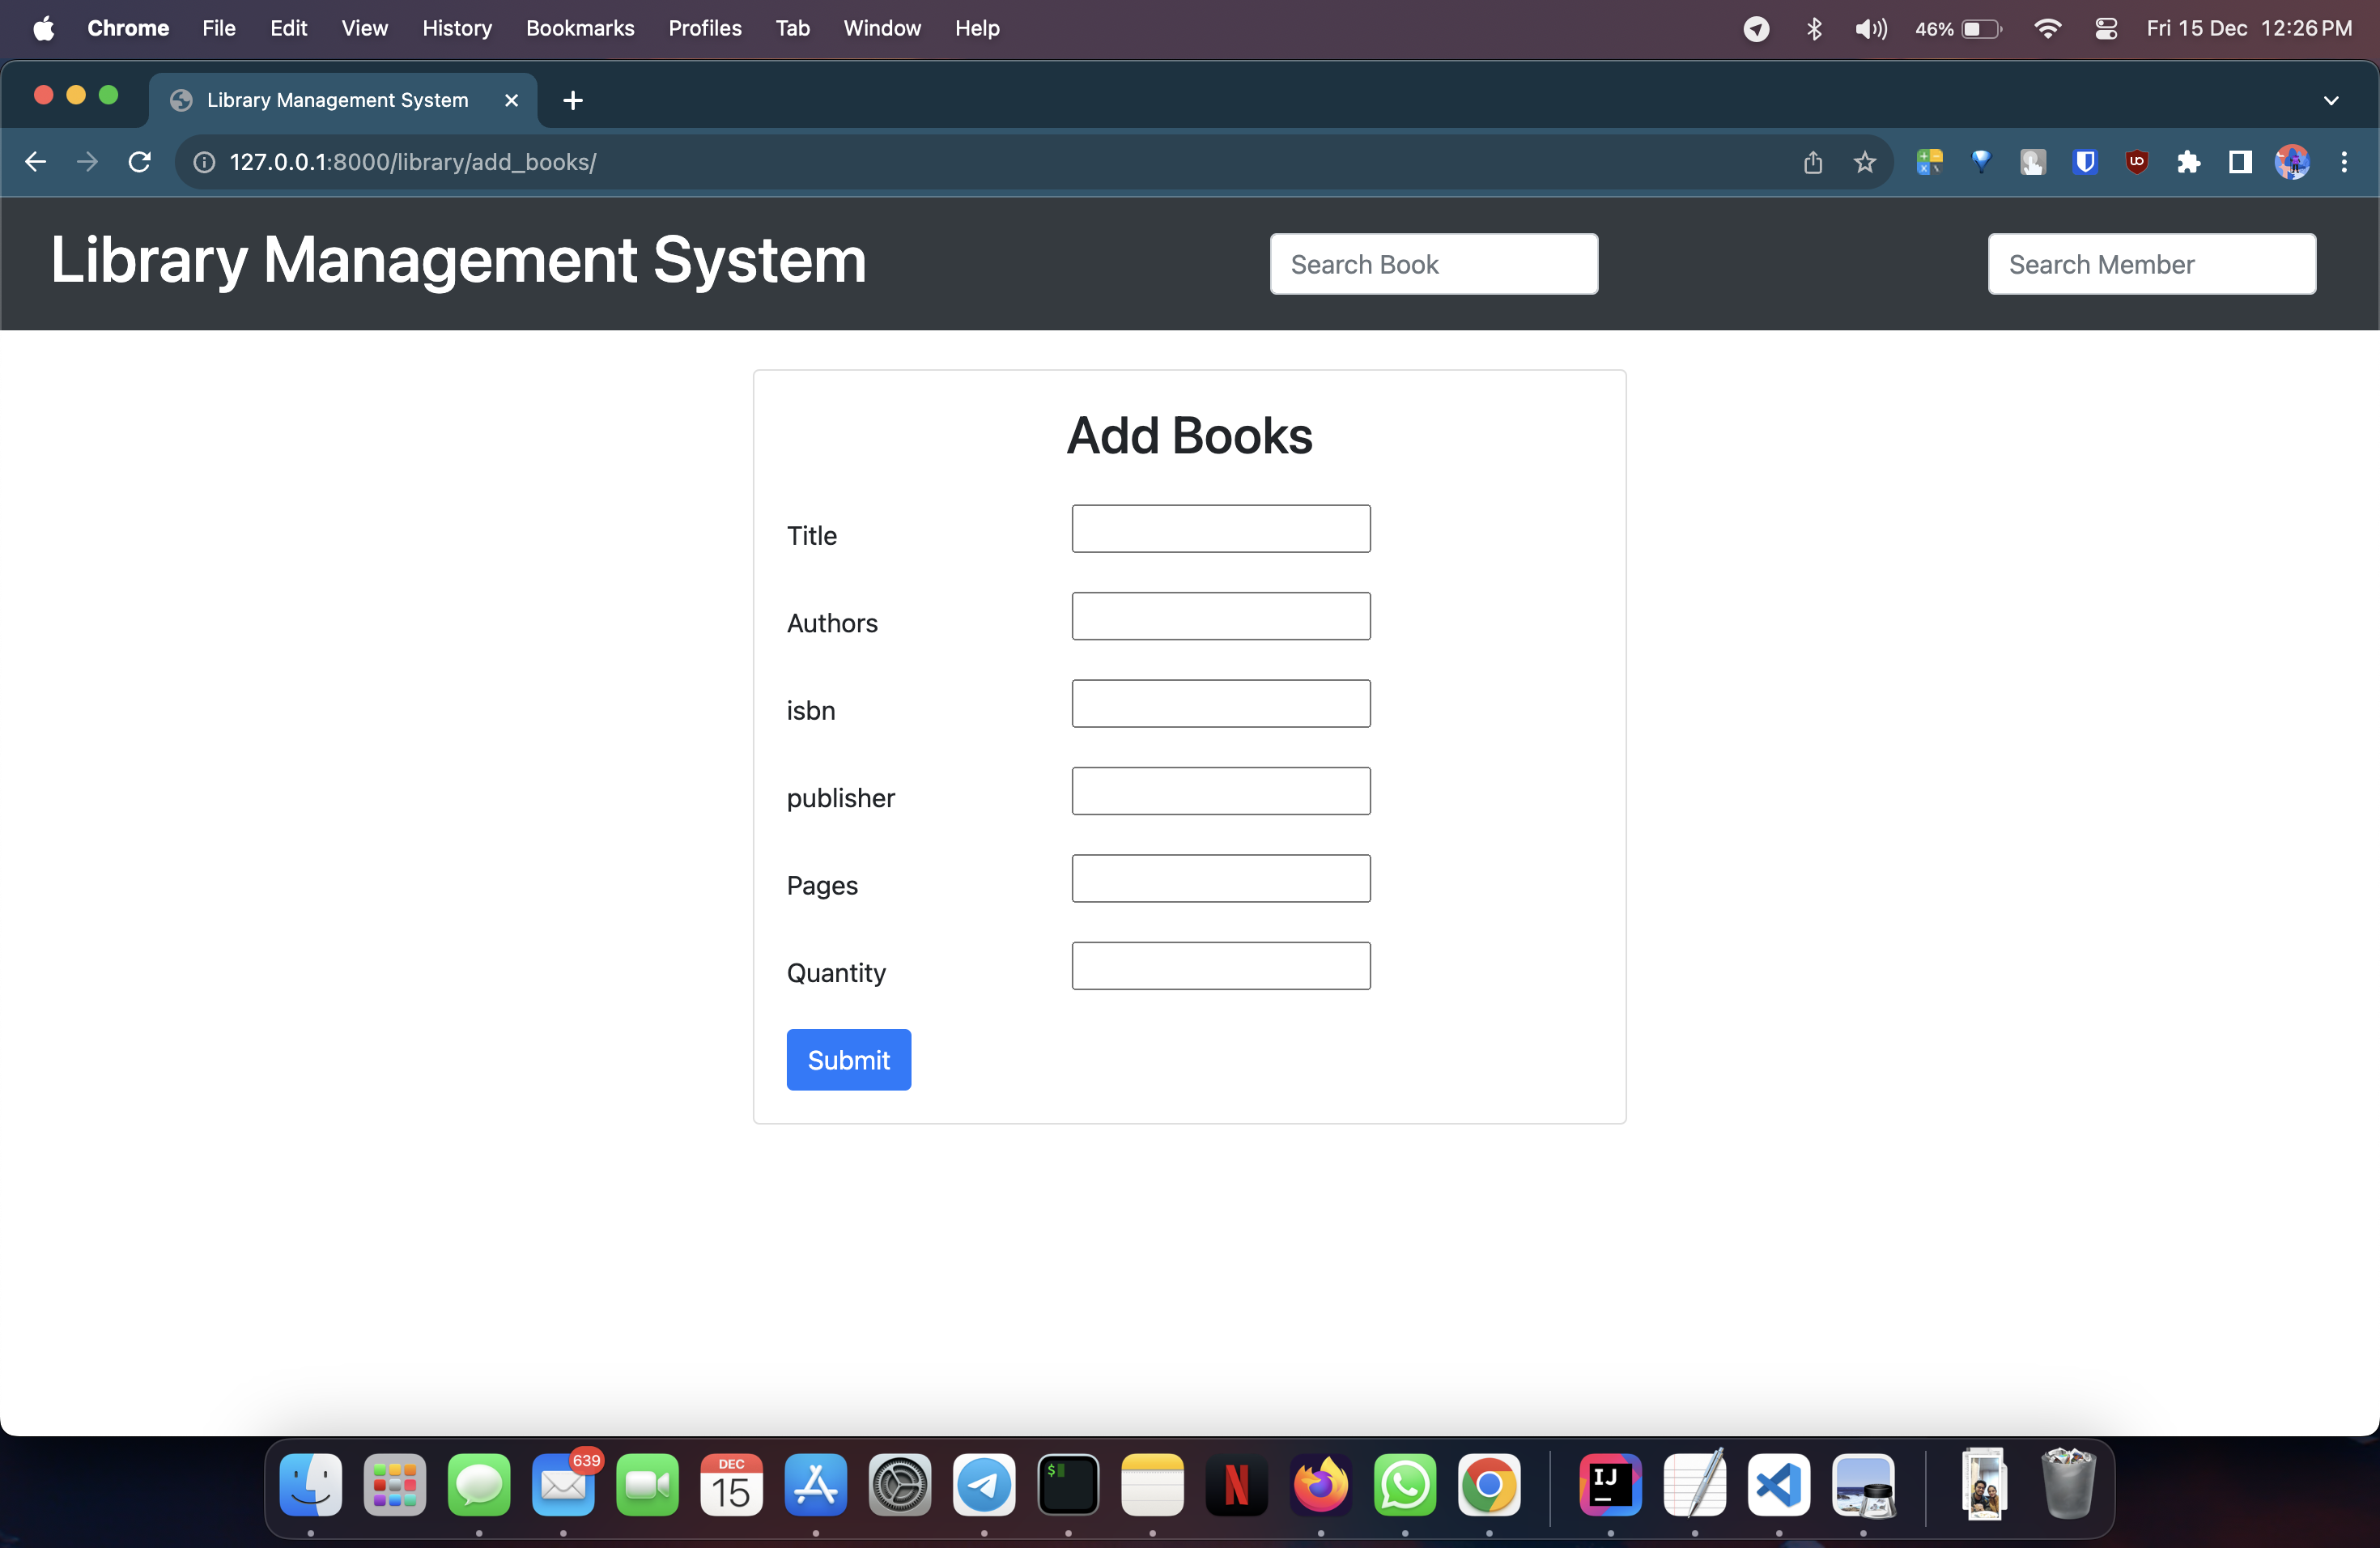 Chrome File Edit View History Bookmarks Profiles Tab Window Help 46% Fri 15 Dec 12:26 PM
Library Management System
127.0.0.1:8000/library/add_books/
Library Management System Search Book Search Member
Add Books
Title
Authors
isbn
publisher
Pages
Quantity
Submit
639
DEC
15
$
N
IJ